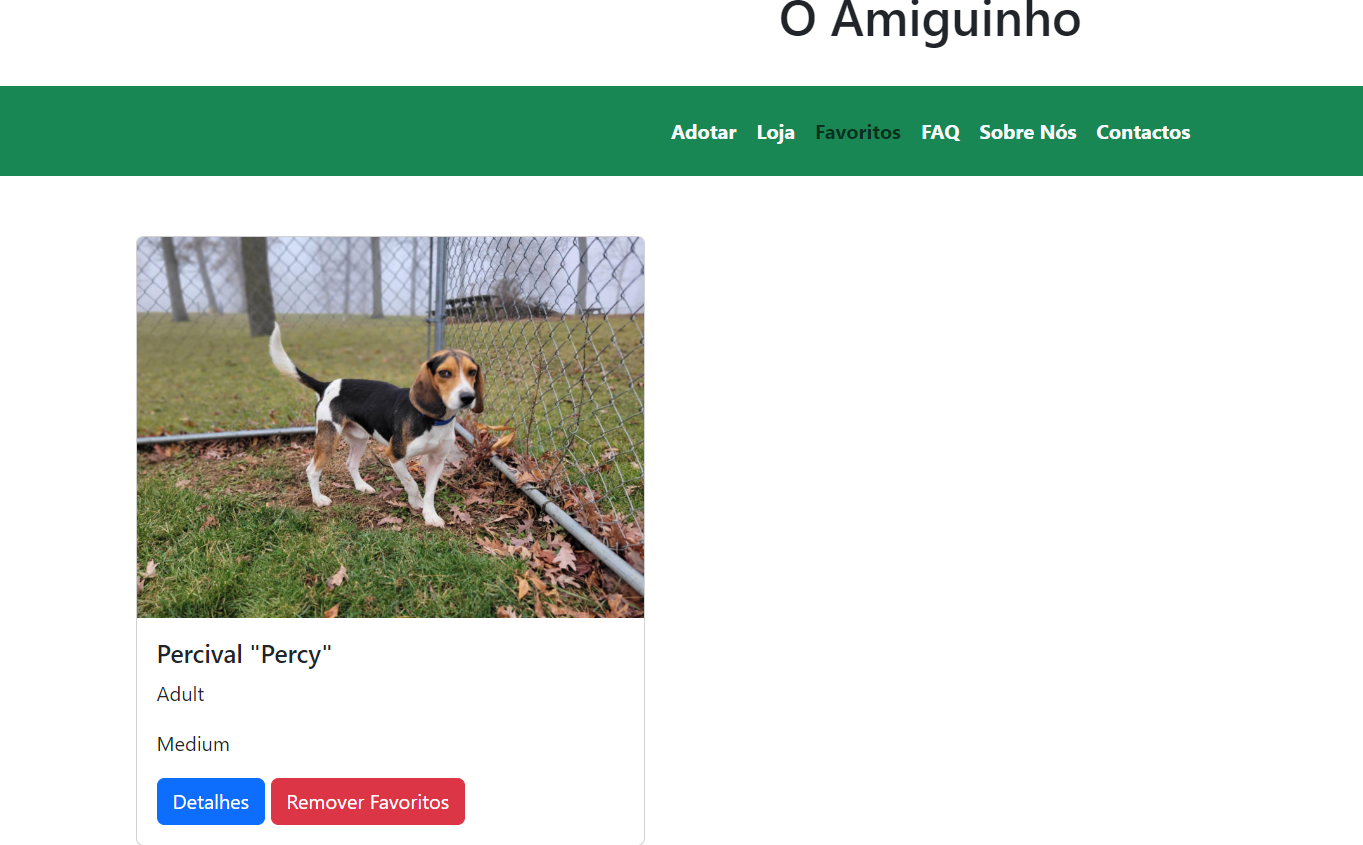 O Amiguinho
Adotar Loja Favoritos FAQ Sobre Nós Contactos
Percival "Percy"
Adult
Medium
Detalhes Remover Favoritos